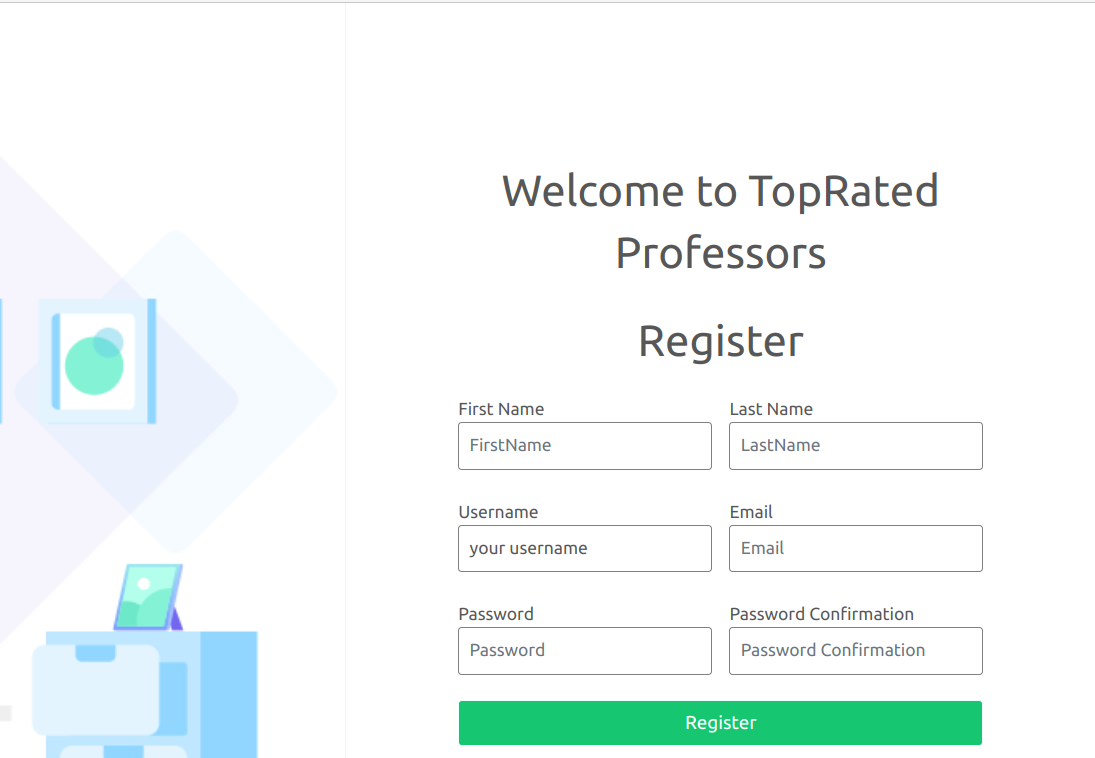 Welcome to TopRated
Professors
Register
First Name
Last Name
FirstName
LastName
Username
Email
your username
Email
Password
Password Confirmation
Password
Password Confirmation
Register